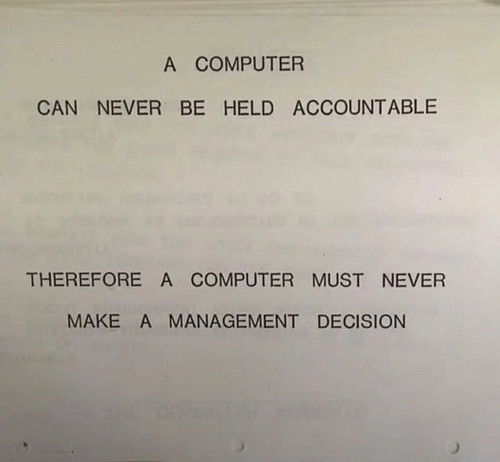 A COMPUTER
CAN NEVER BE HELD ACCOUNTABLE
THEREFORE A COMPUTER MUST NEVER
MAKE A MANAGEMENT DECISION